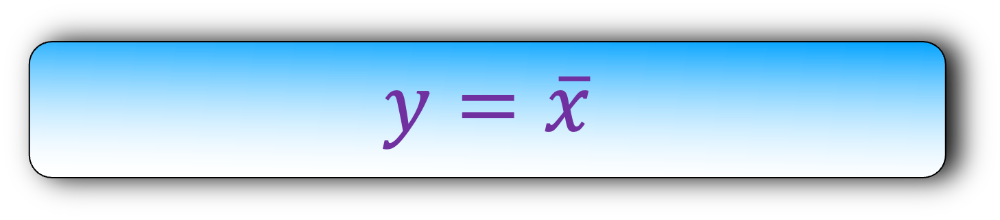 y = x̄